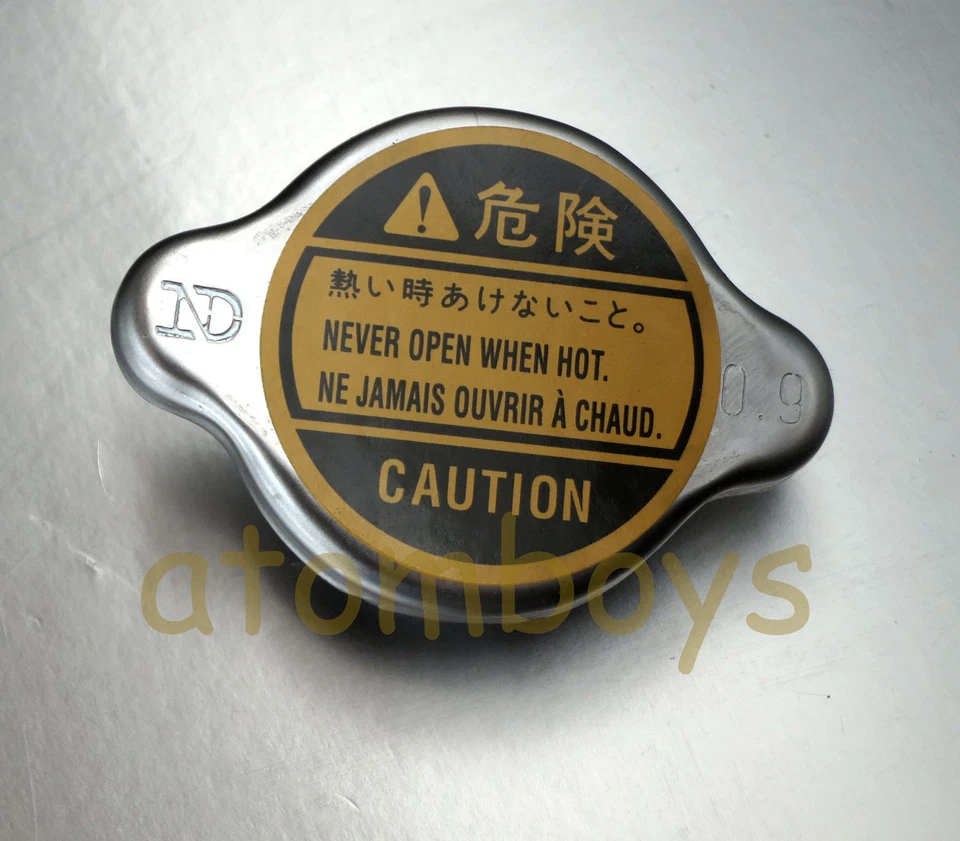 危険
熱い時あけないこと。
NEVER OPEN WHEN HOT.
NE JAMAIS OUVRIR À CHAUD.
CAUTION
ND
0.9
atomboys